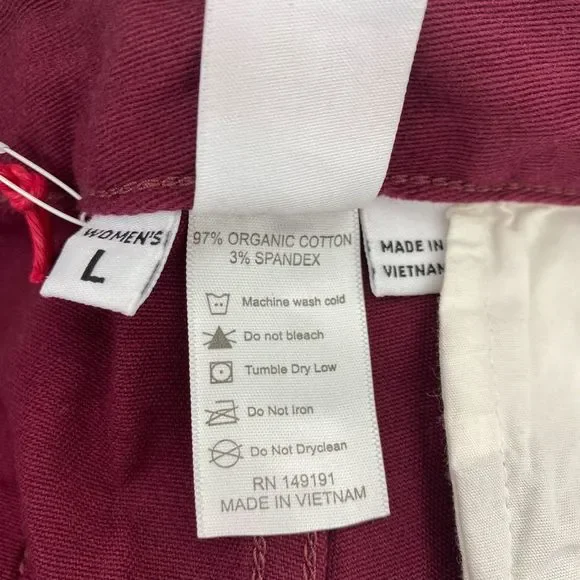 WOMEN'S
L
97% ORGANIC COTTON
3% SPANDEX
Machine wash cold
Do not bleach
Tumble Dry Low
Do Not Iron
Do Not Dryclean
RN 149191
MADE IN VIETNAM
MADE IN
VIETNAM